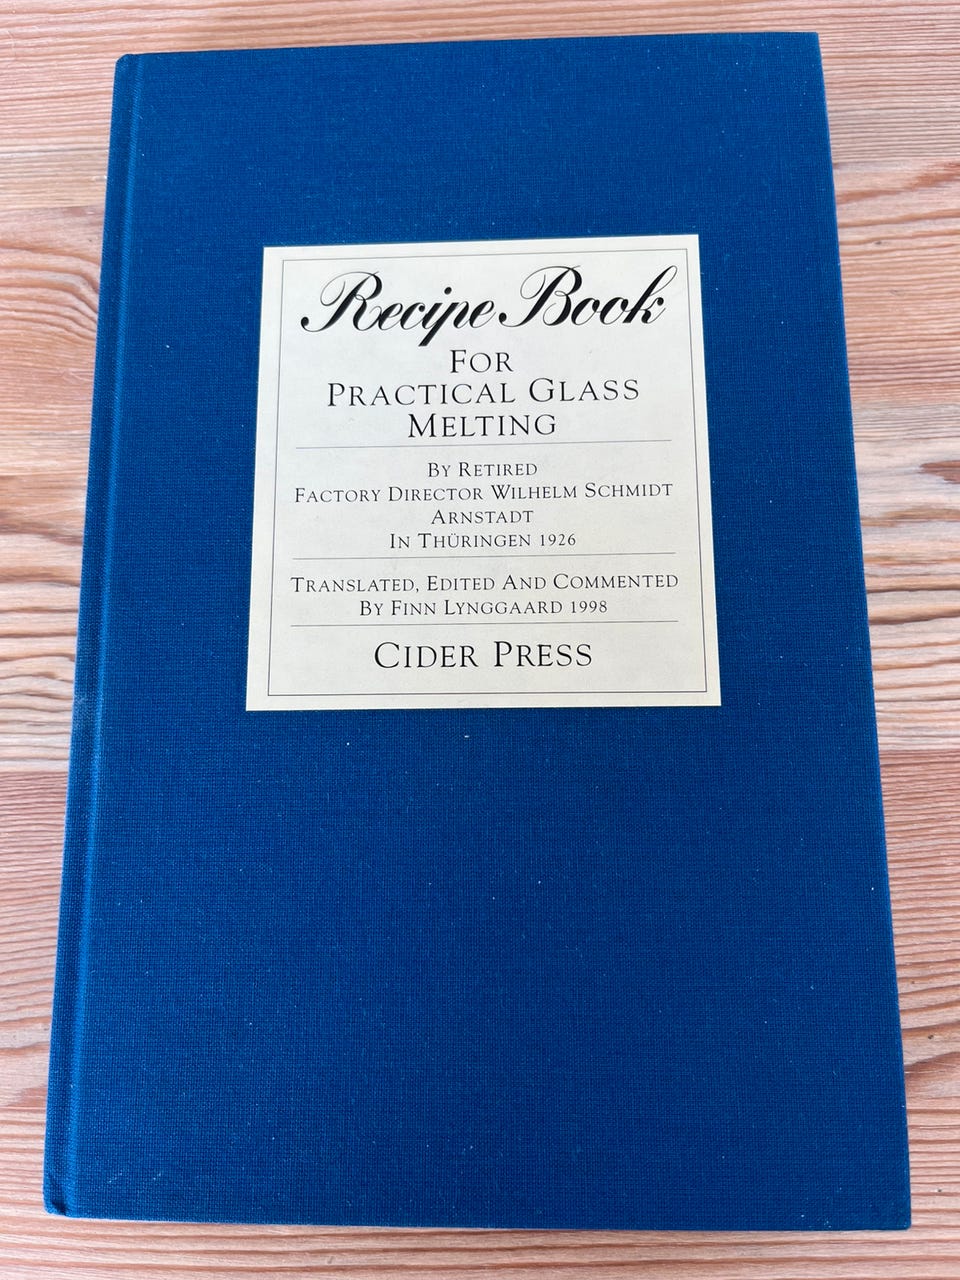 Recipe Book
For
Practical Glass
Melting
By Retired
Factory Director Wilhelm Schmidt
Arnstadt
In Thüringen 1926
Translated, Edited And Commented
By Finn Lynggaard 1998
Cider Press